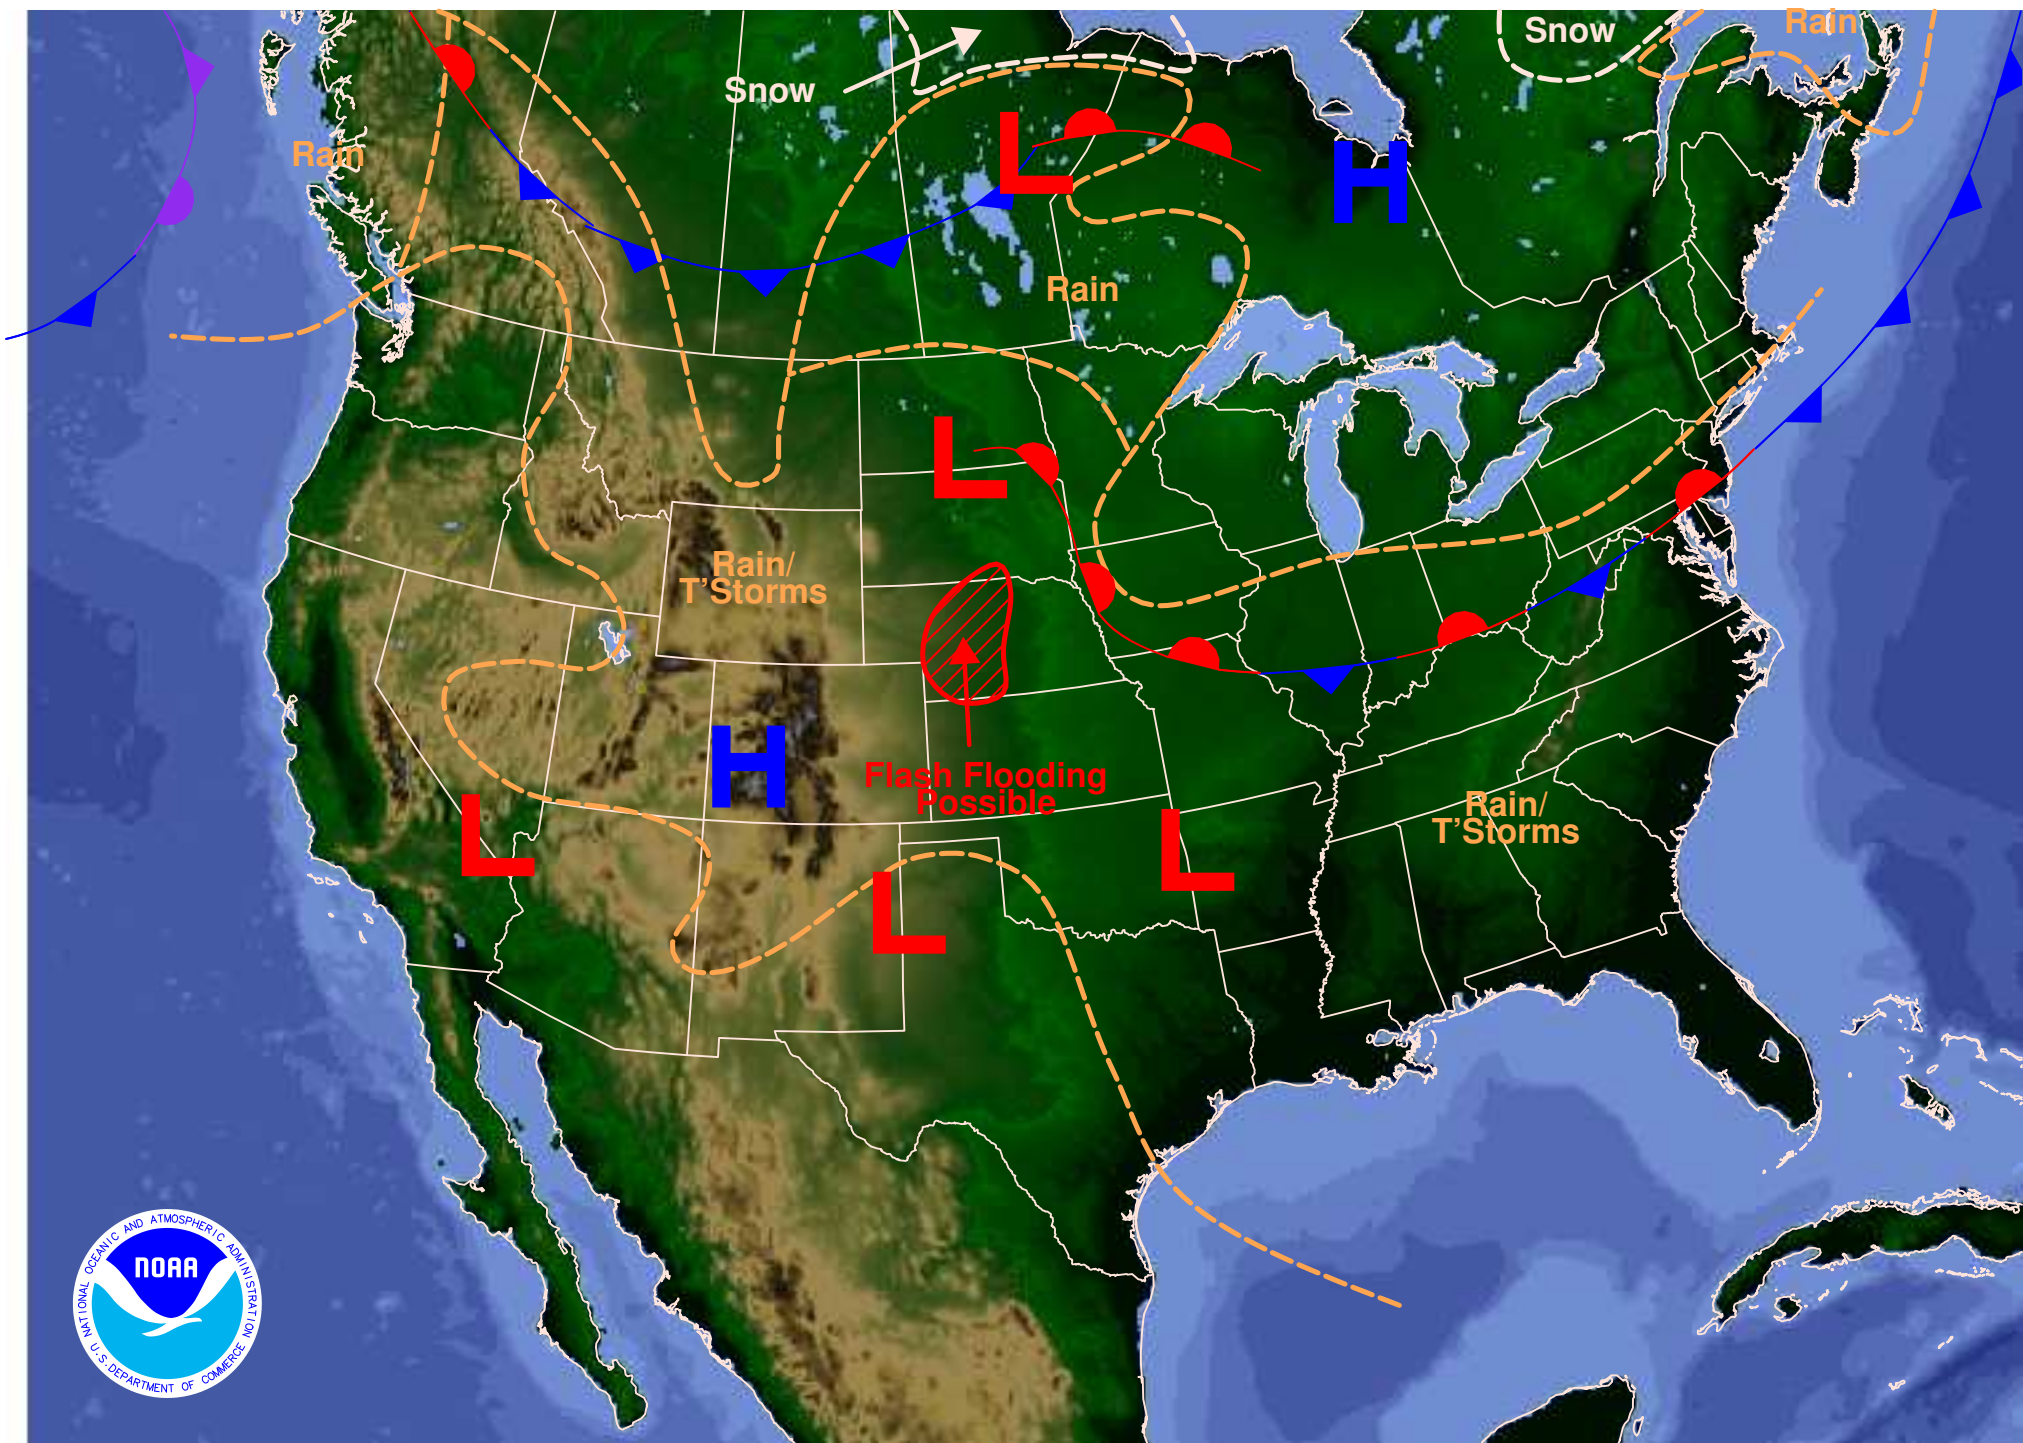 Snow
Rain
Snow
Rain
L
H
Rain
L
Rain/
T'Storms
H
Flash Flooding
Possible
L
L
L
Rain/
T'Storms
NATIONAL OCEANIC AND ATMOSPHERIC ADMINISTRATION
NOAA
U.S. DEPARTMENT OF COMMERCE